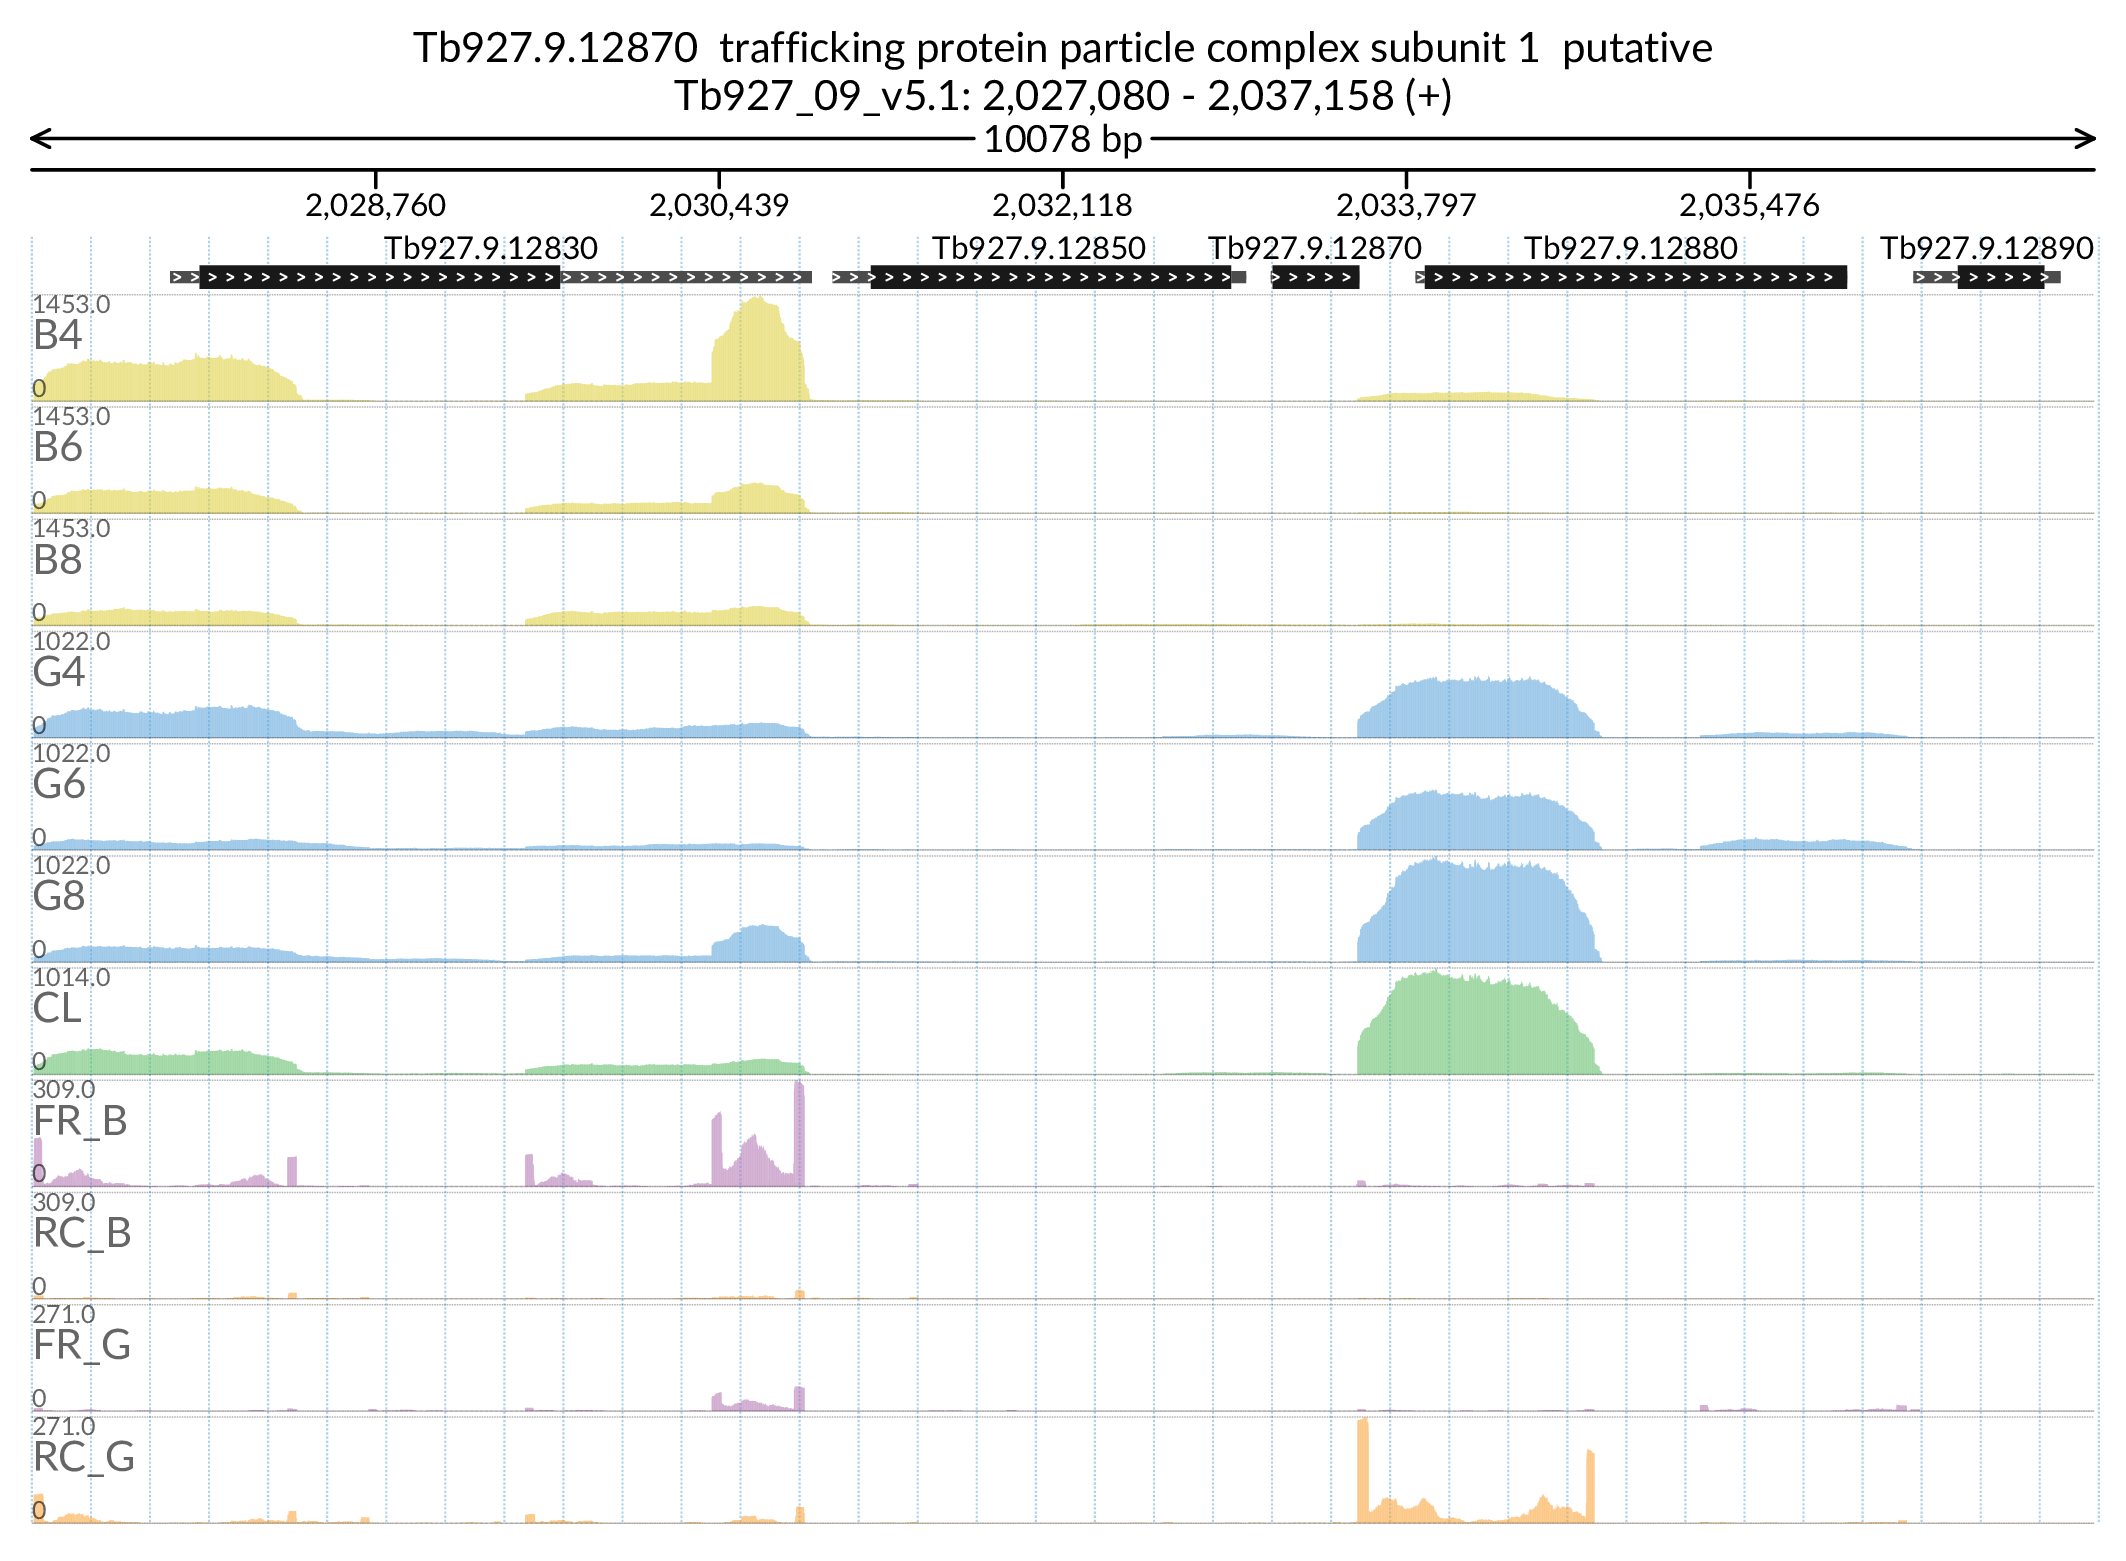 Tb927.9.12870  trafficking protein particle complex subunit 1  putative
Tb927_09_v5.1: 2,027,080 - 2,037,158 (+)
10078 bp
2,028,760 2,030,439 2,032,118 2,033,797 2,035,476
Tb927.9.12830 Tb927.9.12850 Tb927.9.12870 Tb927.9.12880 Tb927.9.12890
1453.0
B4
0
1453.0
B6
0
1453.0
B8
0
1022.0
G4
0
1022.0
G6
0
1022.0
G8
0
1014.0
CL
0
309.0
FR_B
0
309.0
RC_B
0
271.0
FR_G
0
271.0
RC_G
0